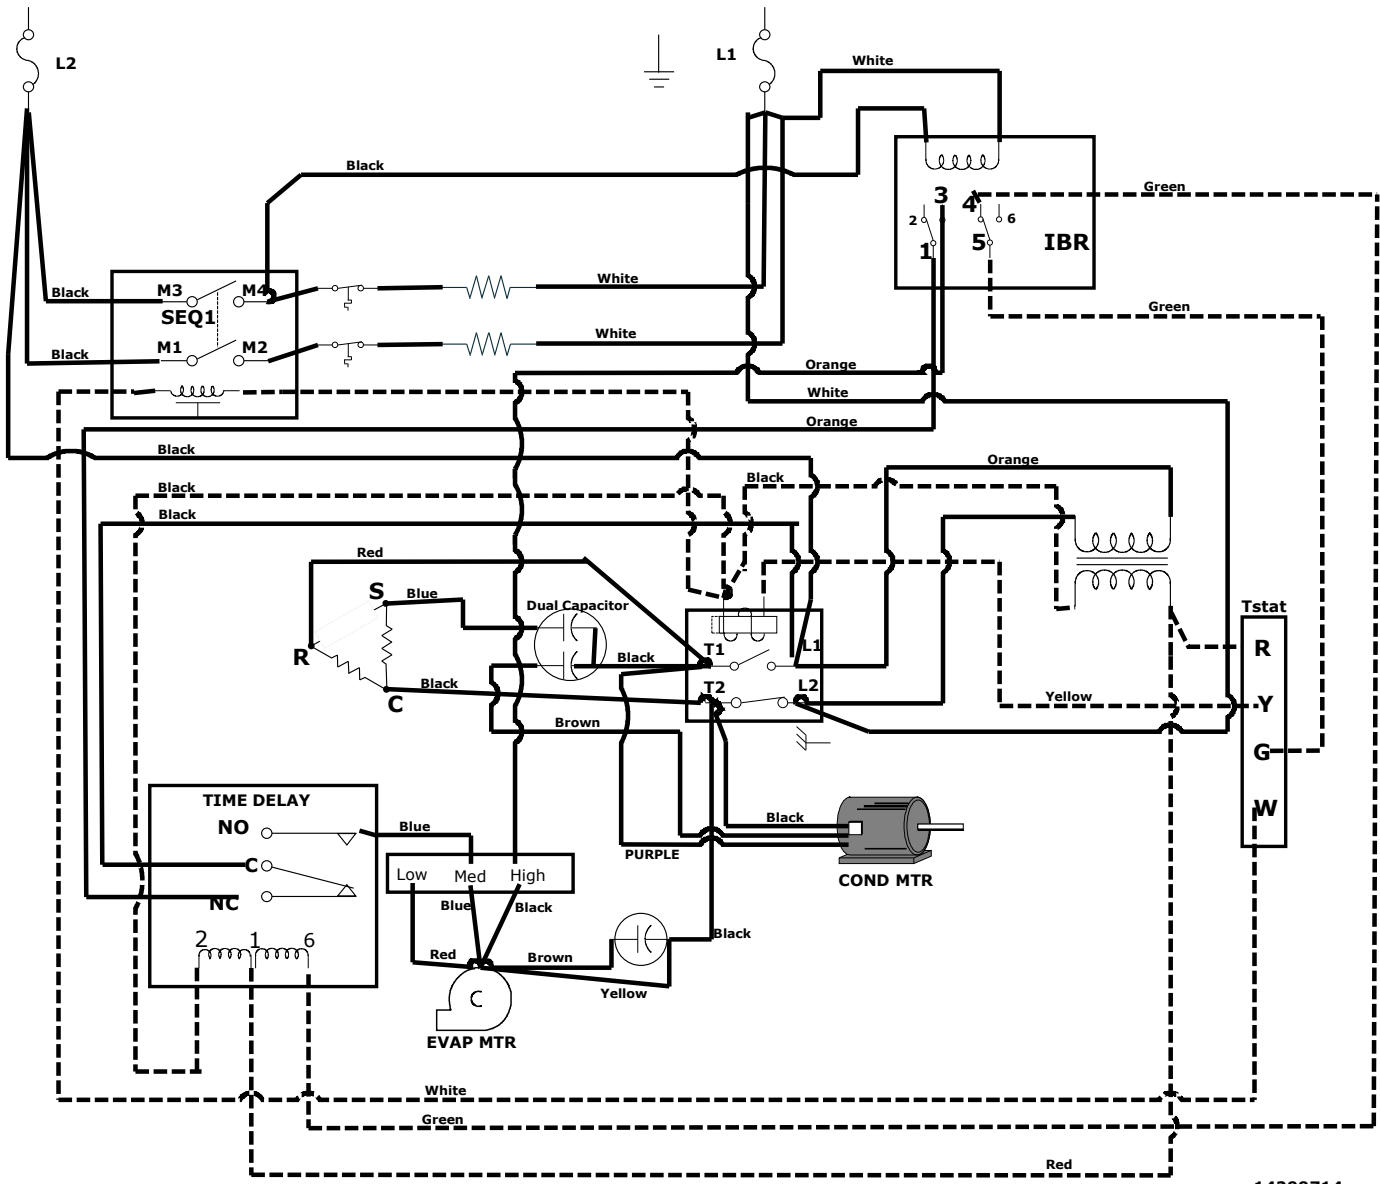 L2
L1
White
Black
Green
3
4
2
6
1
5
IBR
Black
M3
M4
White
SEQ1
Green
Black
M1
M2
White
Orange
White
Orange
Black
Orange
Black
Black
Black
Red
S
Blue
Dual Capacitor
Tstat
T1
L1
R
R
Black
Black
T2
L2
C
Yellow
Y
Brown
G
TIME DELAY
W
NO
Blue
Black
PURPLE
C
COND MTR
Low
Med
High
NC
Blue
Black
2
1
6
Black
Red
Brown
Yellow
C
EVAP MTR
White
Green
Red